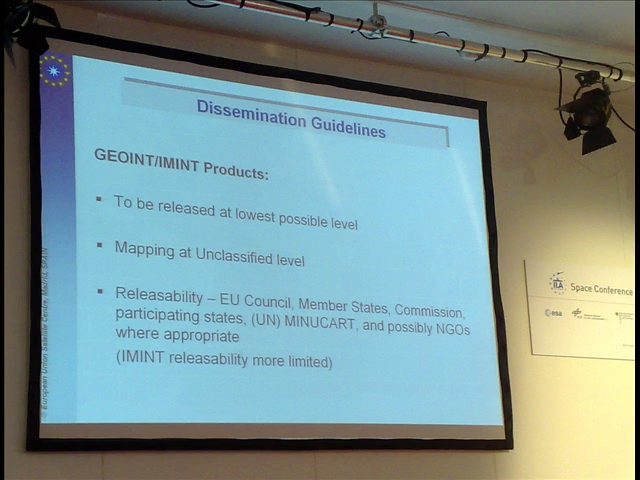 Dissemination Guidelines
GEOINT/IMINT Products:
▪ To be released at lowest possible level
▪ Mapping at Unclassified level
▪ Releasability – EU Council, Member States, Commission,
participating states, (UN) MINUCART, and possibly NGOs
where appropriate
(IMINT releasability more limited)
© European Union Satellite Centre, Madrid, SPAIN
ILA
Space Conference
esa